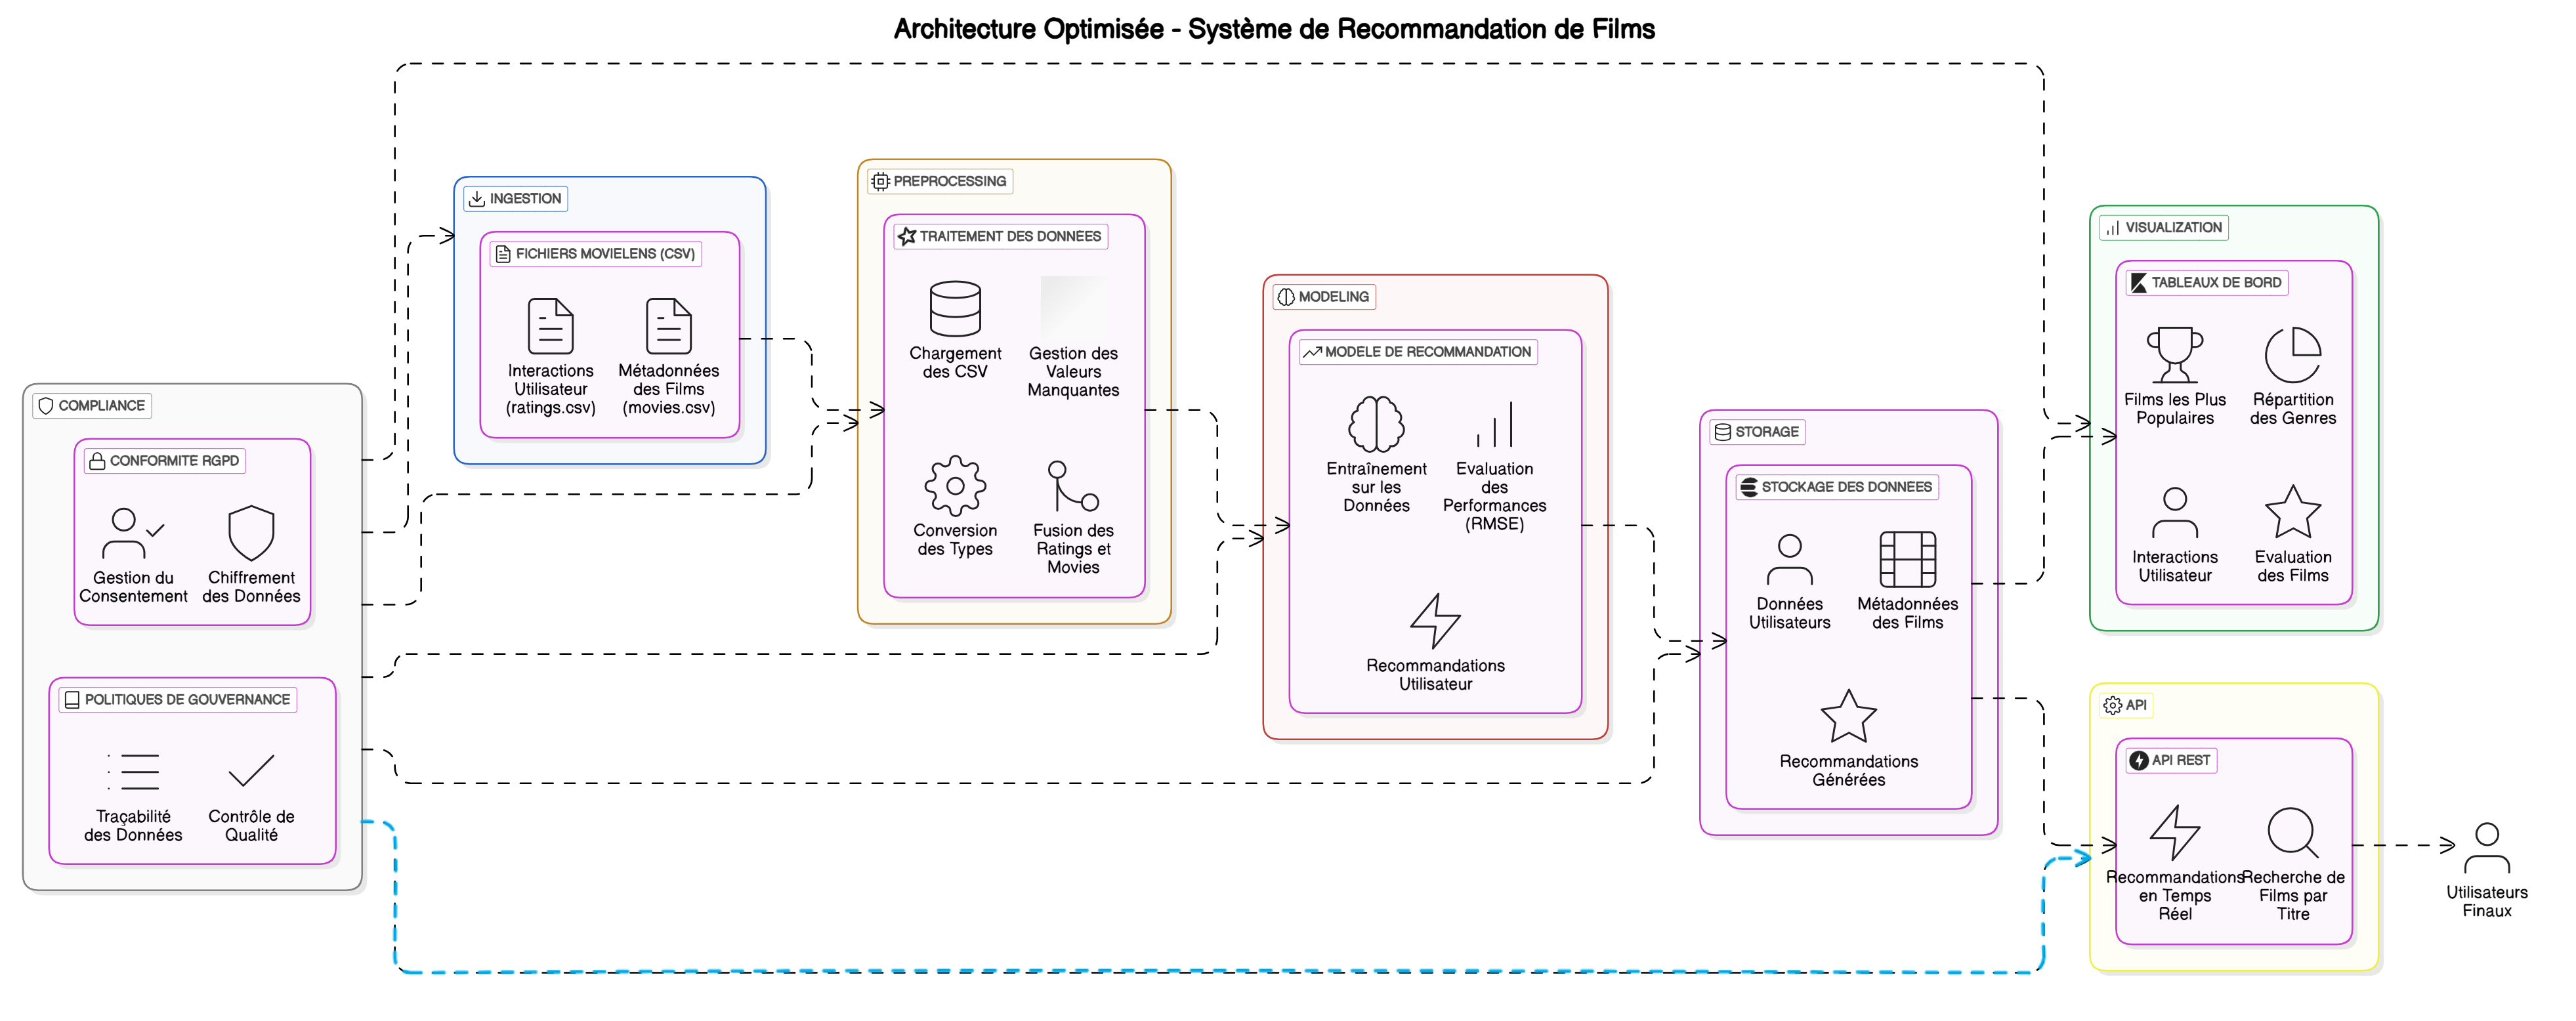 Architecture Optimisée - Système de Recommandation de Films
COMPLIANCE
CONFORMITE RGPD
Gestion du
Consentement
Chiffrement
des Données
POLITIQUES DE GOUVERNANCE
Traçabilité
des Données
Contrôle de
Qualité
INGESTION
FICHIERS MOVIELENS (CSV)
Interactions
Utilisateur
(ratings.csv)
Métadonnées
des Films
(movies.csv)
PREPROCESSING
TRAITEMENT DES DONNEES
Chargement
des CSV
Gestion des
Valeurs
Manquantes
Conversion
des Types
Fusion des
Ratings et
Movies
MODELING
MODELE DE RECOMMANDATION
Entraînement
sur les
Données
Evaluation
des
Performances
(RMSE)
Recommandations
Utilisateur
STORAGE
STOCKAGE DES DONNEES
Données
Utilisateurs
Métadonnées
des Films
Recommandations
Générées
VISUALIZATION
TABLEAUX DE BORD
Films les Plus
Populaires
Répartition
des Genres
Interactions
Utilisateur
Evaluation
des Films
API
API REST
Recommandations
en Temps
Réel
Recherche de
Films par
Titre
Utilisateurs
Finaux